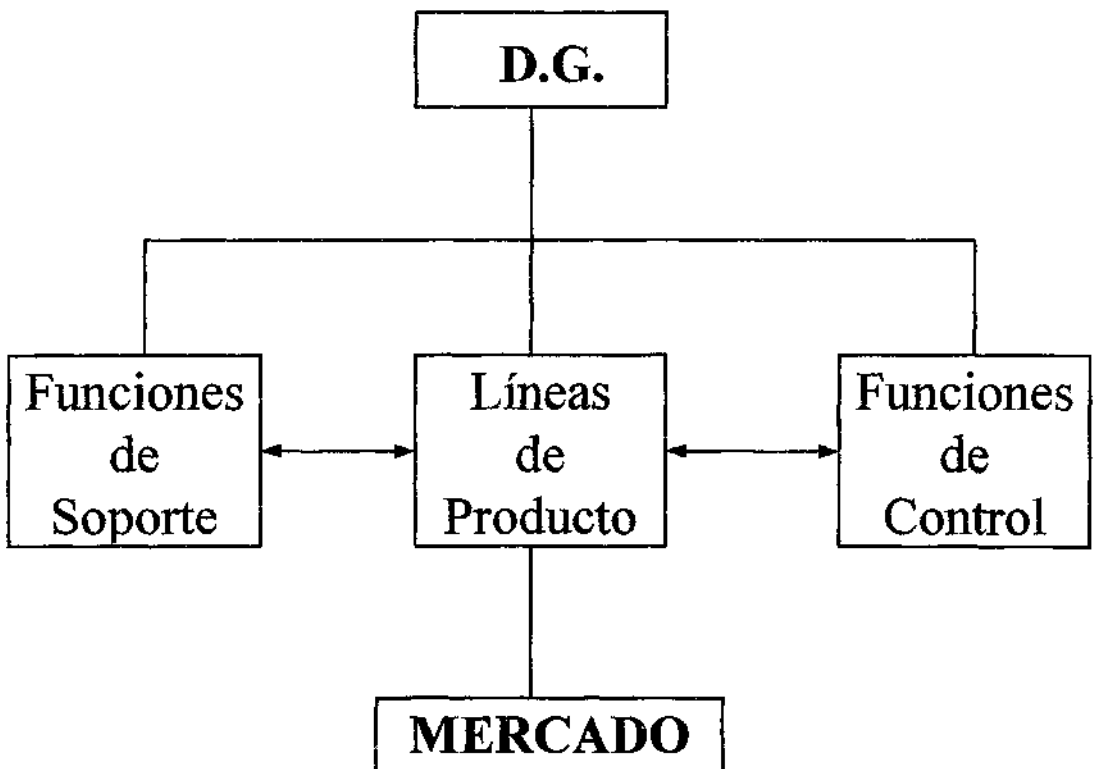 D.G.
Funciones
de
Soporte
Líneas
de
Producto
Funciones
de
Control
MERCADO